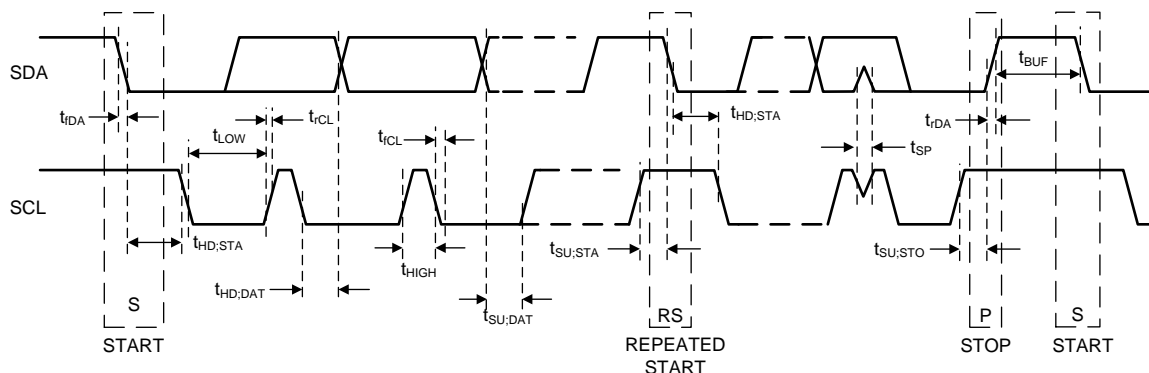 SDA
tfDA
tLOW
trCL
tfCL
tHD;STA
tSP
tBUF
trDA
SCL
tHD;STA
tHD;DAT
tHIGH
tSU;DAT
tSU;STA
tSU;STO
S
RS
P
S
START
REPEATED
START
STOP
START